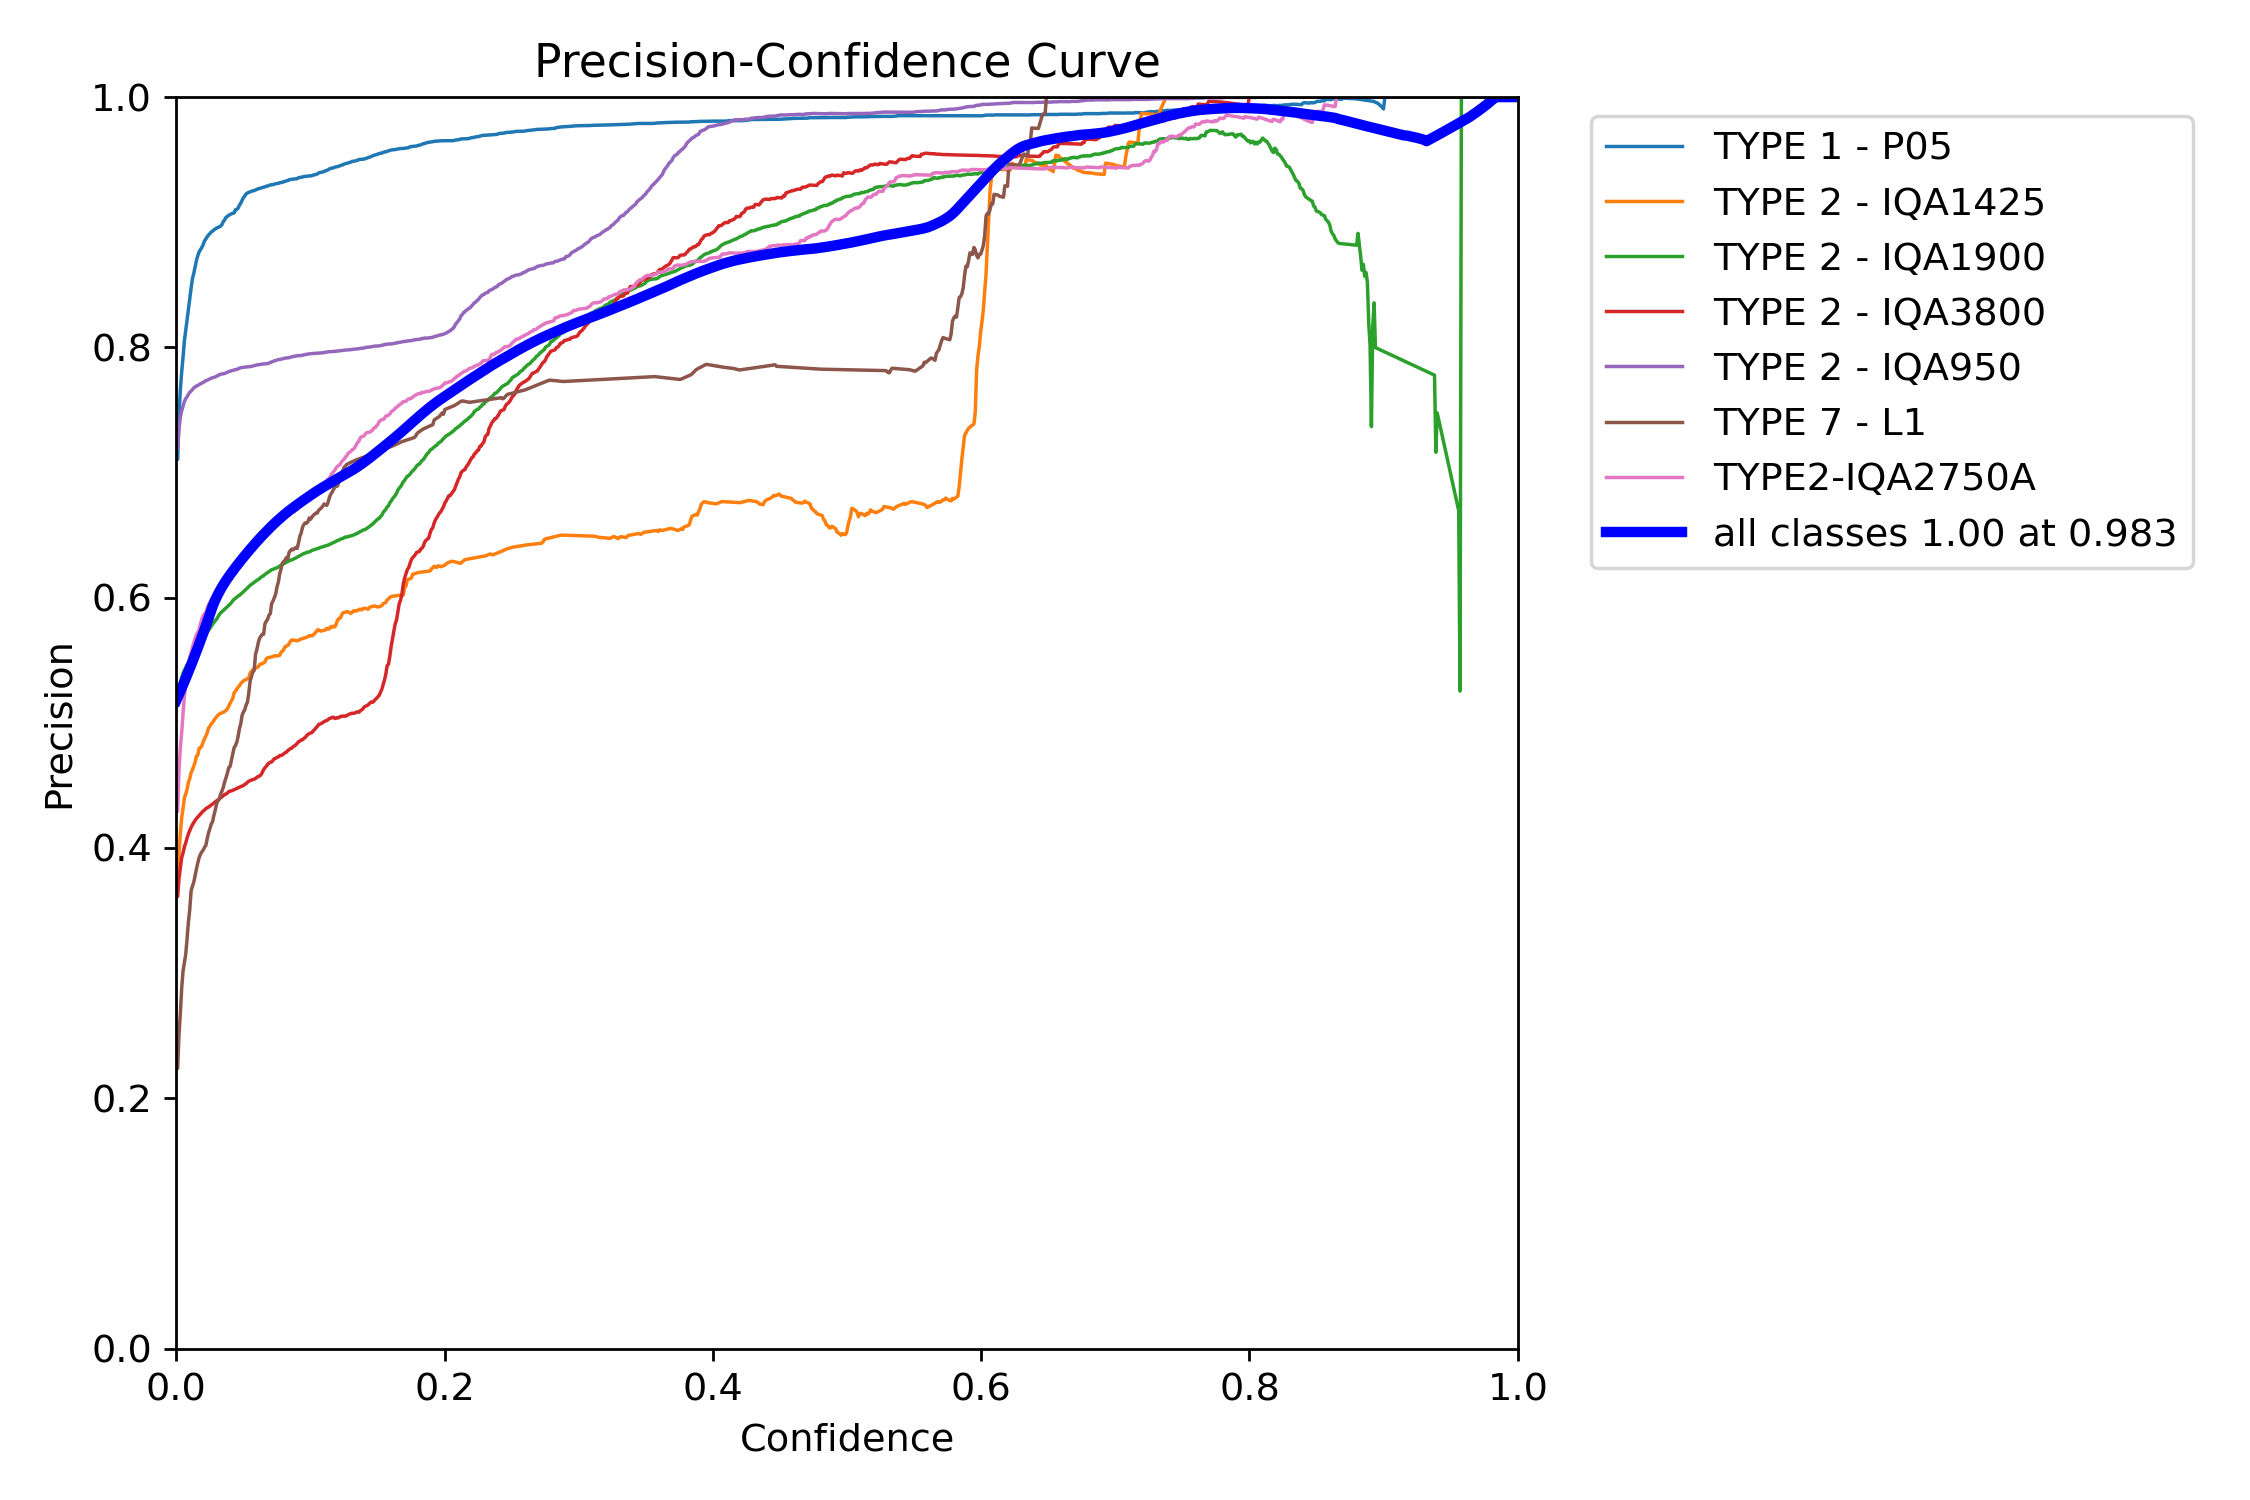 Precision-Confidence Curve
1.0
0.8
0.6
0.4
0.2
0.0
Precision
0.0 0.2 0.4 0.6 0.8 1.0
Confidence
TYPE 1 - P05
TYPE 2 - IQA1425
TYPE 2 - IQA1900
TYPE 2 - IQA3800
TYPE 2 - IQA950
TYPE 7 - L1
TYPE2-IQA2750A
all classes 1.00 at 0.983